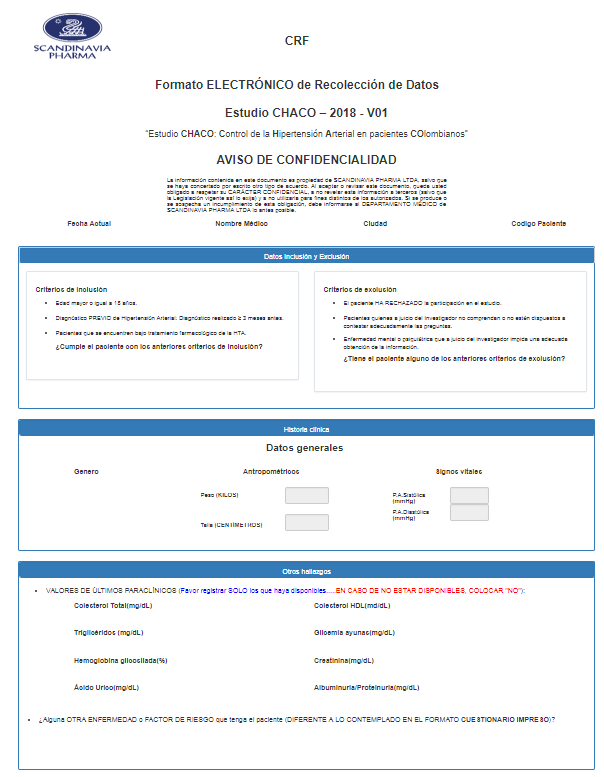 SCANDINAVIA
PHARMA
CRF
Formato ELECTRÓNICO de Recolección de Datos
Estudio CHACO – 2018 - V01
“Estudio CHACO: Control de la Hipertensión Arterial en pacientes COlombianos”
AVISO DE CONFIDENCIALIDAD
La información contenida en este documento es propiedad de SCANDINAVIA PHARMA LTDA, salvo que
se haya concertado por escrito otro tipo de acuerdo. Al aceptar o revisar este documento, queda usted
obligado a respetar su CARÁCTER CONFIDENCIAL, a no revelar esta información a terceros (salvo que
la Legislación vigente así lo exija) y a no utilizarla para fines distintos de los autorizados. Si se produce o
se sospecha un incumplimiento de esta obligación, debe informarse al DEPARTAMENTO MÉDICO de
SCANDINAVIA PHARMA LTDA lo antes posible.
Fecha Actual Nombre Médico Ciudad Codigo Paciente
Datos Inclusión y Exclusión
Criterios de Inclusión
• Edad mayor o igual a 18 años.
• Diagnóstico PREVIO de Hipertensión Arterial. Diagnóstico realizado ≥ 3 meses antes.
• Pacientes que se encuentren bajo tratamiento farmacológico de la HTA.
¿Cumple el paciente con los anteriores criterios de inclusión?
Criterios de exclusión
• El paciente HA RECHAZADO la participación en el estudio.
• Pacientes quienes a juicio del investigador no comprendan o no estén dispuestos a
contestar adecuadamente las preguntas.
• Enfermedad mental o psiquiátrica que a juicio del investigador impida una adecuada
obtención de la información.
¿Tiene el paciente alguno de los anteriores criterios de exclusión?
Historia clínica
Datos generales
Genero Antropométricos Signos vitales
Peso (KILOS) P.A.Sistólica
(mmHg)
P.A.Diastólica
(mmHg)
Talla (CENTÍMETROS)
Otros hallazgos
• VALORES DE ÚLTIMOS PARACLÍNICOS (Favor registrar SOLO los que haya disponibles.....EN CASO DE NO ESTAR DISPONIBLES, COLOCAR "NO"):
Colesterol Total(mg/dL) Colesterol HDL(md/dL)
Triglicéridos (mg/dL) Glicemia ayunas(mg/dL)
Hemoglobina glicosilada(%) Creatinina(mg/dL)
Ácido Urico(mg/dL) Albuminuria/Proteinuria(mg/dL)
• ¿Alguna OTRA ENFERMEDAD o FACTOR DE RIESGO que tenga el paciente (DIFERENTE A LO CONTEMPLADO EN EL FORMATO CUESTIONARIO IMPRESO)?